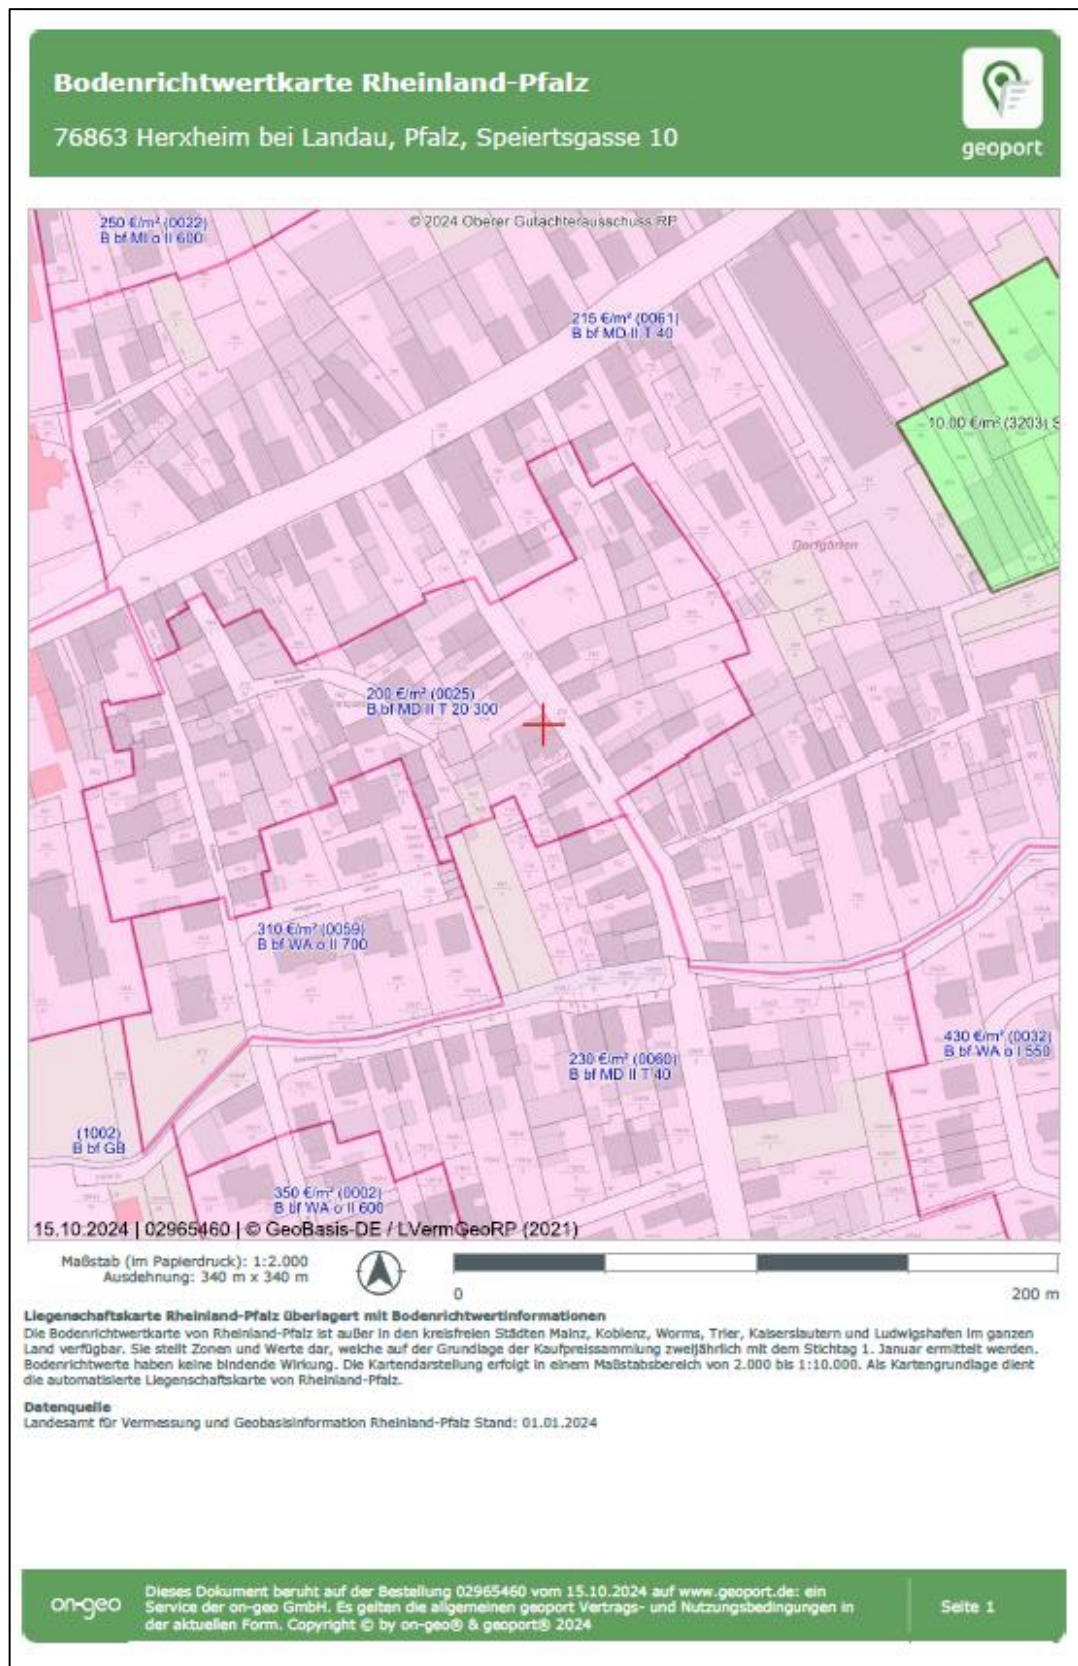 Bodenrichtwertkarte Rheinland-Pfalz
76863 Herxheim bei Landau, Pfalz, Speiertsgasse 10
geoport
250 €/m² (0022)
B bf MI o II 600
© 2024 Oberer Gutachterausschuss RP
215 €/m² (0061)
B bf MD II T 40
10.00 €/m² (3203) S
Dorfgärten
200 €/m² (0025)
B bf MD II T 20 300
310 €/m² (0059)
B bf WA o II 700
230 €/m² (0060)
B bf MD II T 40
430 €/m² (0032)
B bf WA o I 550
(1002)
B bf GB
350 €/m² (0002)
B bf WA o II 600
15.10.2024 | 02965460 | © GeoBasis-DE / LVermGeoRP (2021)
Maßstab (im Papierdruck): 1:2.000
Ausdehnung: 340 m x 340 m
0
200 m
Liegenschaftskarte Rheinland-Pfalz überlagert mit Bodenrichtwertinformationen
Die Bodenrichtwertkarte von Rheinland-Pfalz ist außer in den kreisfreien Städten Mainz, Koblenz, Worms, Trier, Kaiserslautern und Ludwigshafen im ganzen
Land verfügbar. Sie stellt Zonen und Werte dar, welche auf der Grundlage der Kaufpreissammlung zweijährlich mit dem Stichtag 1. Januar ermittelt werden.
Bodenrichtwerte haben keine bindende Wirkung. Die Kartendarstellung erfolgt in einem Maßstabsbereich von 2.000 bis 1:10.000. Als Kartengrundlage dient
die automatisierte Liegenschaftskarte von Rheinland-Pfalz.
Datenquelle
Landesamt für Vermessung und Geobasisinformation Rheinland-Pfalz Stand: 01.01.2024
on-geo
Dieses Dokument beruht auf der Bestellung 02965460 vom 15.10.2024 auf www.geoport.de: ein
Service der on-geo GmbH. Es gelten die allgemeinen geoport Vertrags- und Nutzungsbedingungen in
der aktuellen Form. Copyright © by on-geo® & geoport® 2024
Seite 1